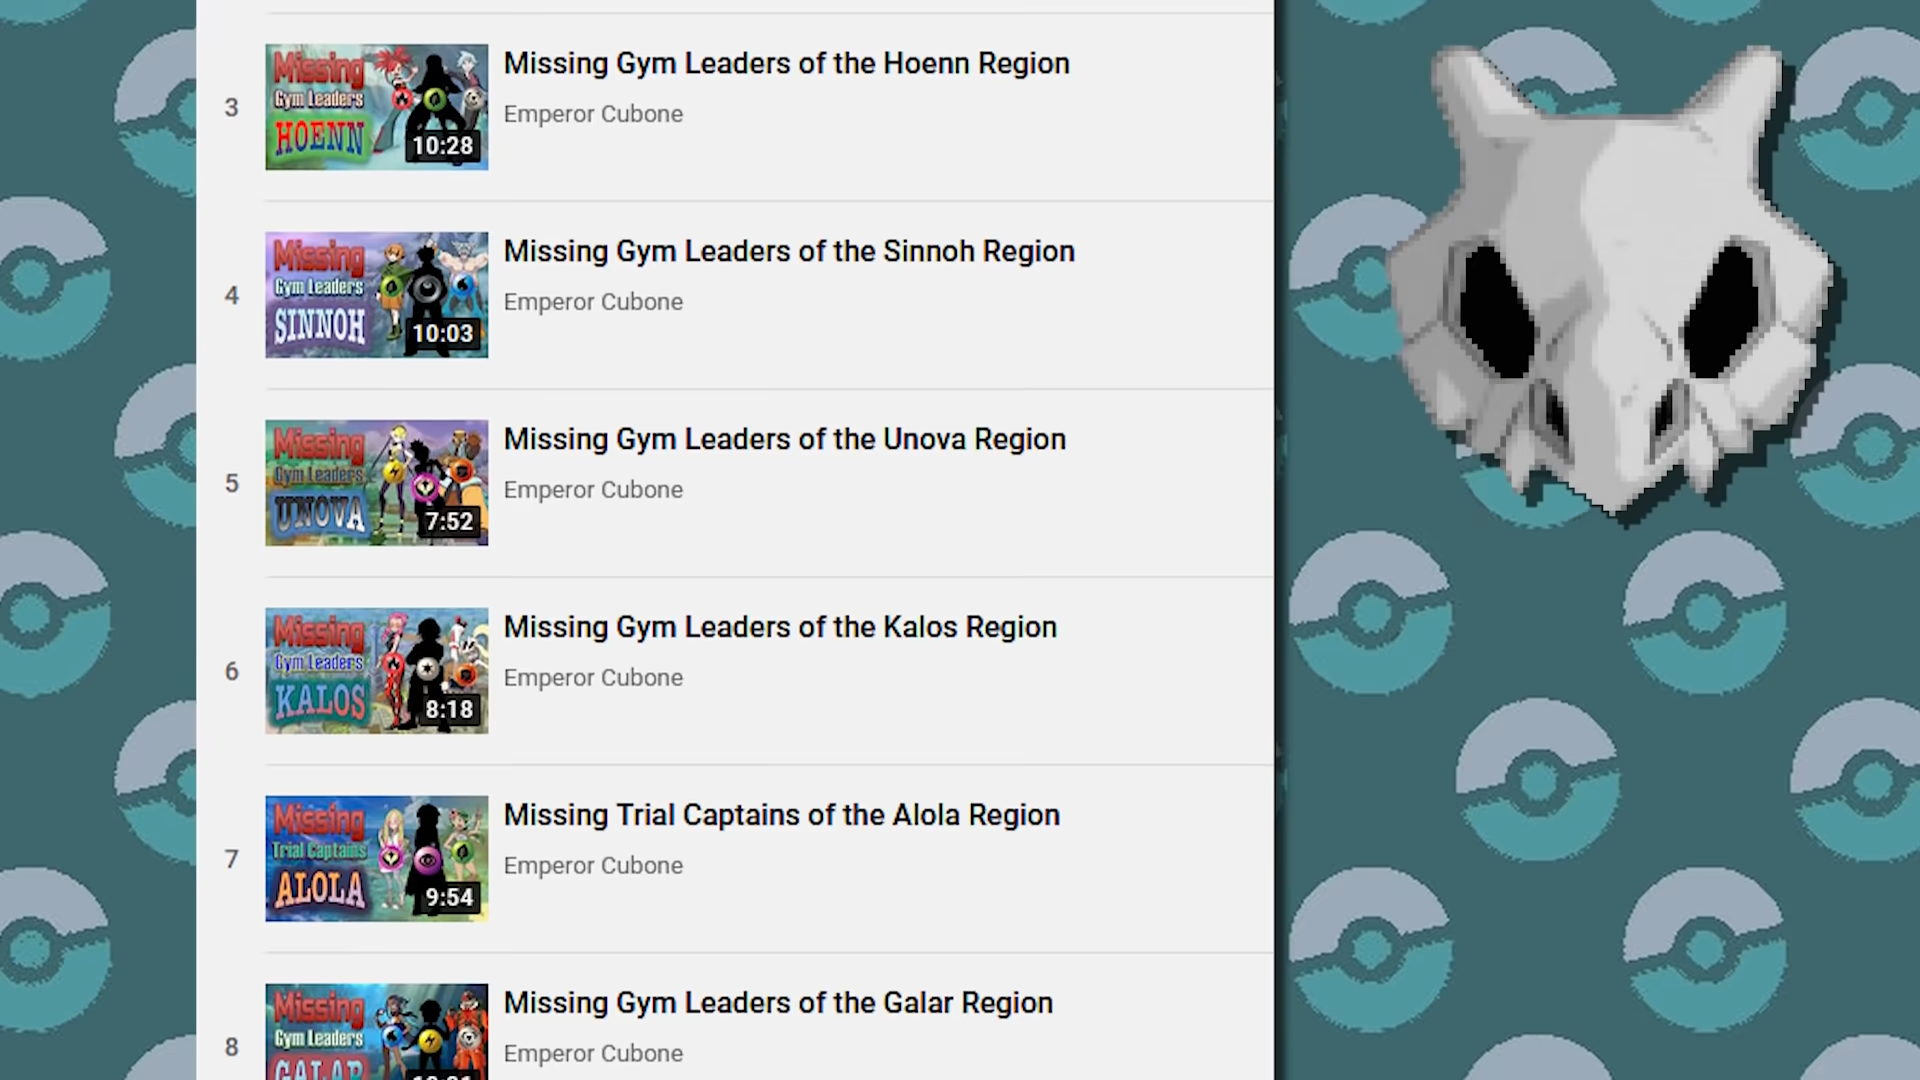 3
Missing
Gym Leaders
HOENN
10:28
Missing Gym Leaders of the Hoenn Region
Emperor Cubone
4
Missing
Gym Leaders
SINNOH
10:03
Missing Gym Leaders of the Sinnoh Region
Emperor Cubone
5
Missing
Gym Leaders
UNOVA
7:52
Missing Gym Leaders of the Unova Region
Emperor Cubone
6
Missing
Gym Leaders
KALOS
8:18
Missing Gym Leaders of the Kalos Region
Emperor Cubone
7
Missing
Trial Captains
ALOLA
9:54
Missing Trial Captains of the Alola Region
Emperor Cubone
8
Missing
Gym Leaders
GALAR
Missing Gym Leaders of the Galar Region
Emperor Cubone